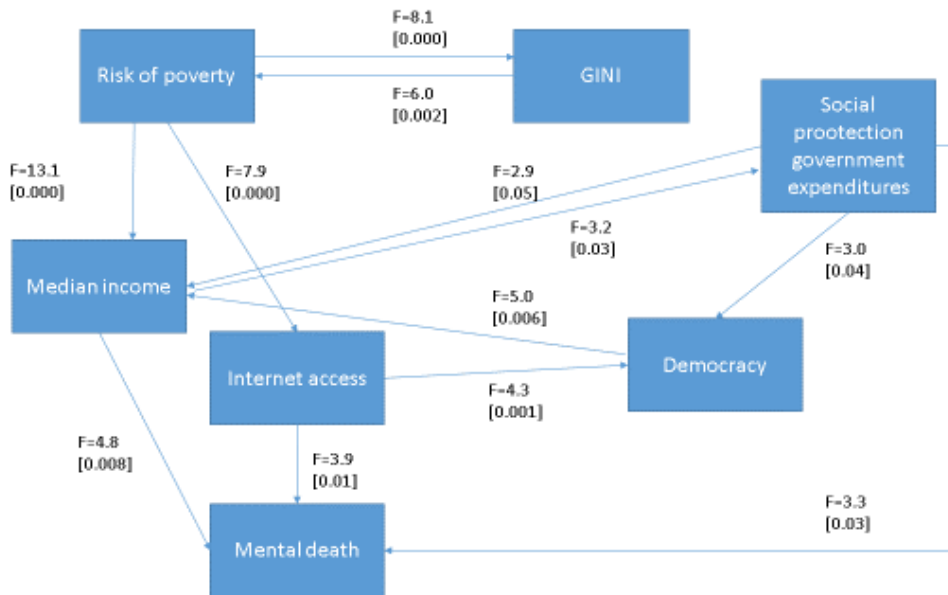 F=8.1
[0.000]
Risk of poverty
GINI
F=6.0
[0.002]
Social
prootection
government
expenditures
F=13.1
[0.000]
F=7.9
[0.000]
F=2.9
[0.05]
F=3.2
[0.03]
F=3.0
[0.04]
Median income
F=5.0
[0.006]
Internet access
Democracy
F=4.3
[0.001]
F=4.8
[0.008]
F=3.9
[0.01]
F=3.3
[0.03]
Mental death